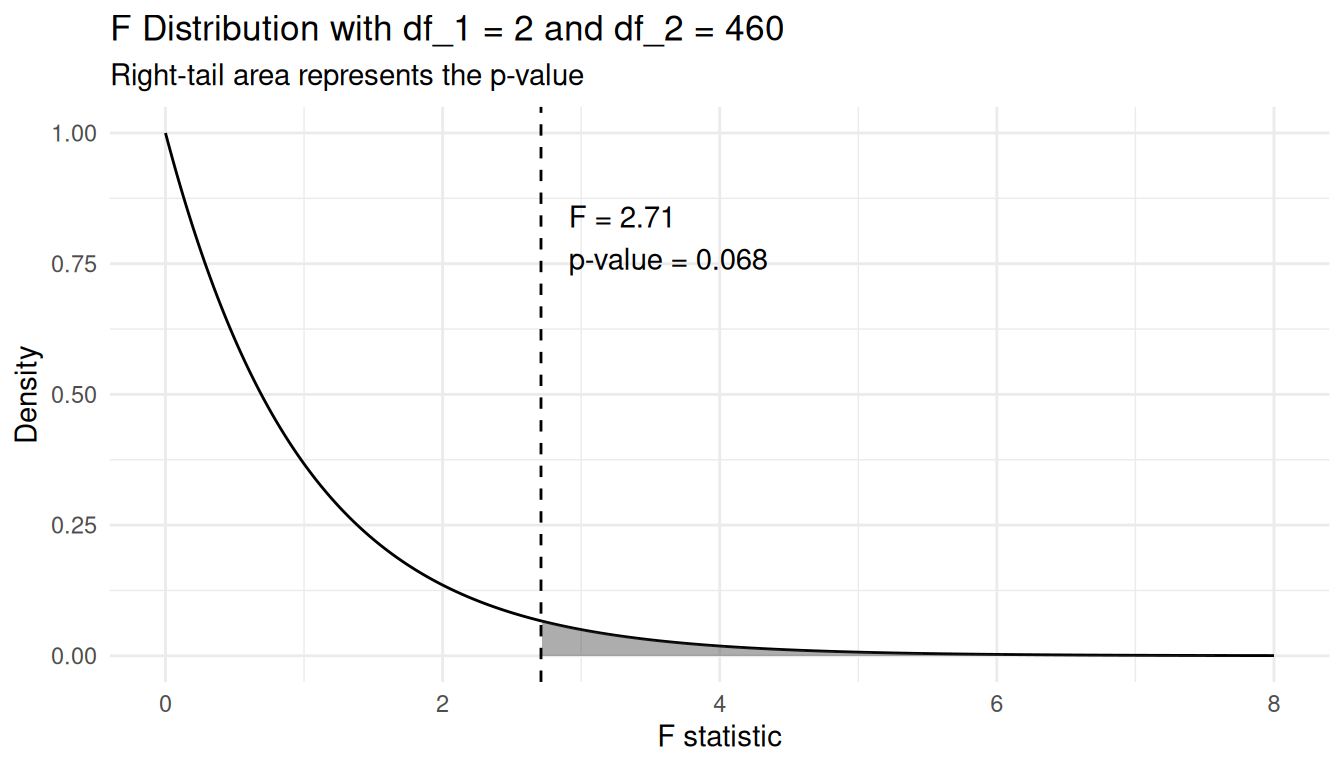 F Distribution with df_1 = 2 and df_2 = 460
Right-tail area represents the p-value
1.00
0.75
0.50
0.25
0.00
Density
F = 2.71
p-value = 0.068
0
2
4
6
8
F statistic